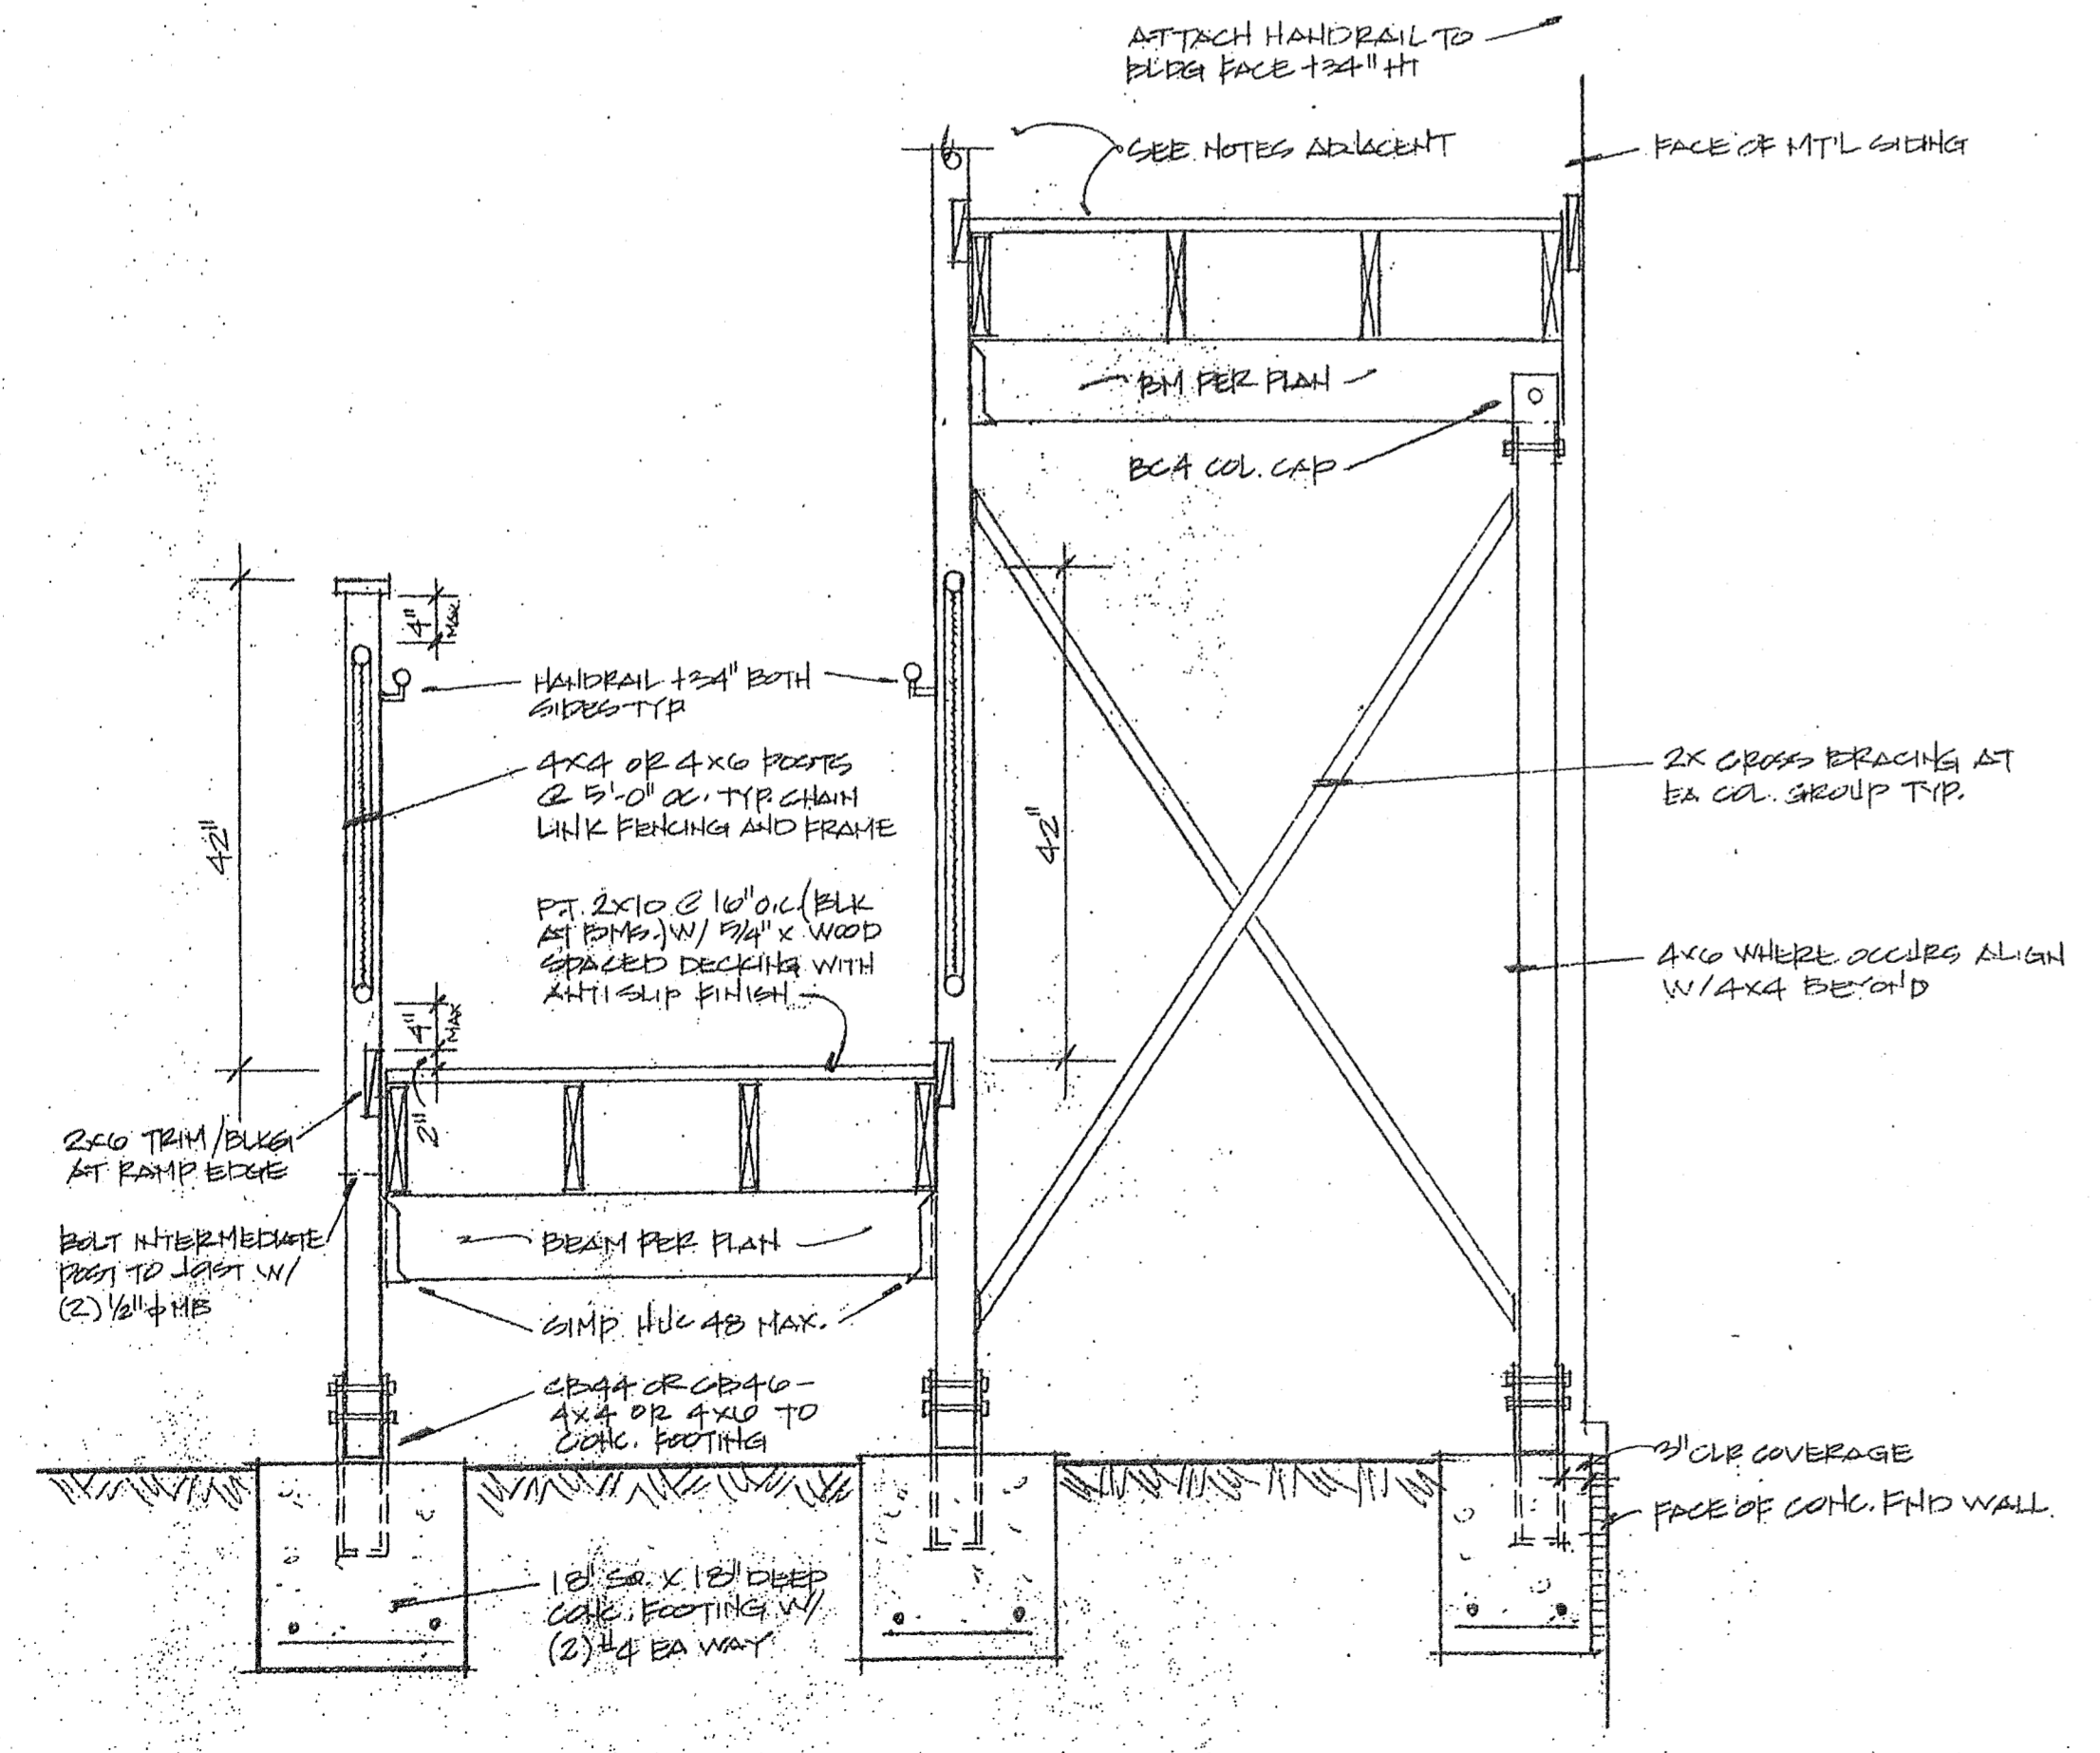 ATTACH HANDRAIL TO
BLDG FACE +34" HT
SEE NOTES ADJACENT
FACE OF MT'L SIDING
BM PER PLAN
BC4 COL. CAP
4"
MAX.
HANDRAIL +34" BOTH
SIDES TYP
42"
42"
4X4 OR 4X6 POSTS
@ 5'-0" OC. TYP. CHAIN
LINK FENCING AND FRAME
2X CROSS BRACING AT
EA COL. GROUP TYP.
P.T. 2X10 @ 16" O.C. (BLK
AT BMS.) W/ 5/4" X WOOD
SPACED DECKING WITH
ANTI SLIP FINISH
4X6 WHERE OCCURS ALIGN
W/ 4X4 BEYOND
4"
MAX
2"
2X6 TRIM/BLKG
AT RAMP EDGE
BOLT INTERMEDIATE
POST TO JOIST W/
(2) 1/2" φ MB
BEAM PER PLAN
SIMP HUC 48 MAX.
CB44 OR CB46 -
4X4 OR 4X6 TO
CONC. FOOTING
3" CLR COVERAGE
FACE OF CONC. FND WALL.
18" SQ. X 18" DEEP
CONC. FOOTING W/
(2) #4 EA WAY